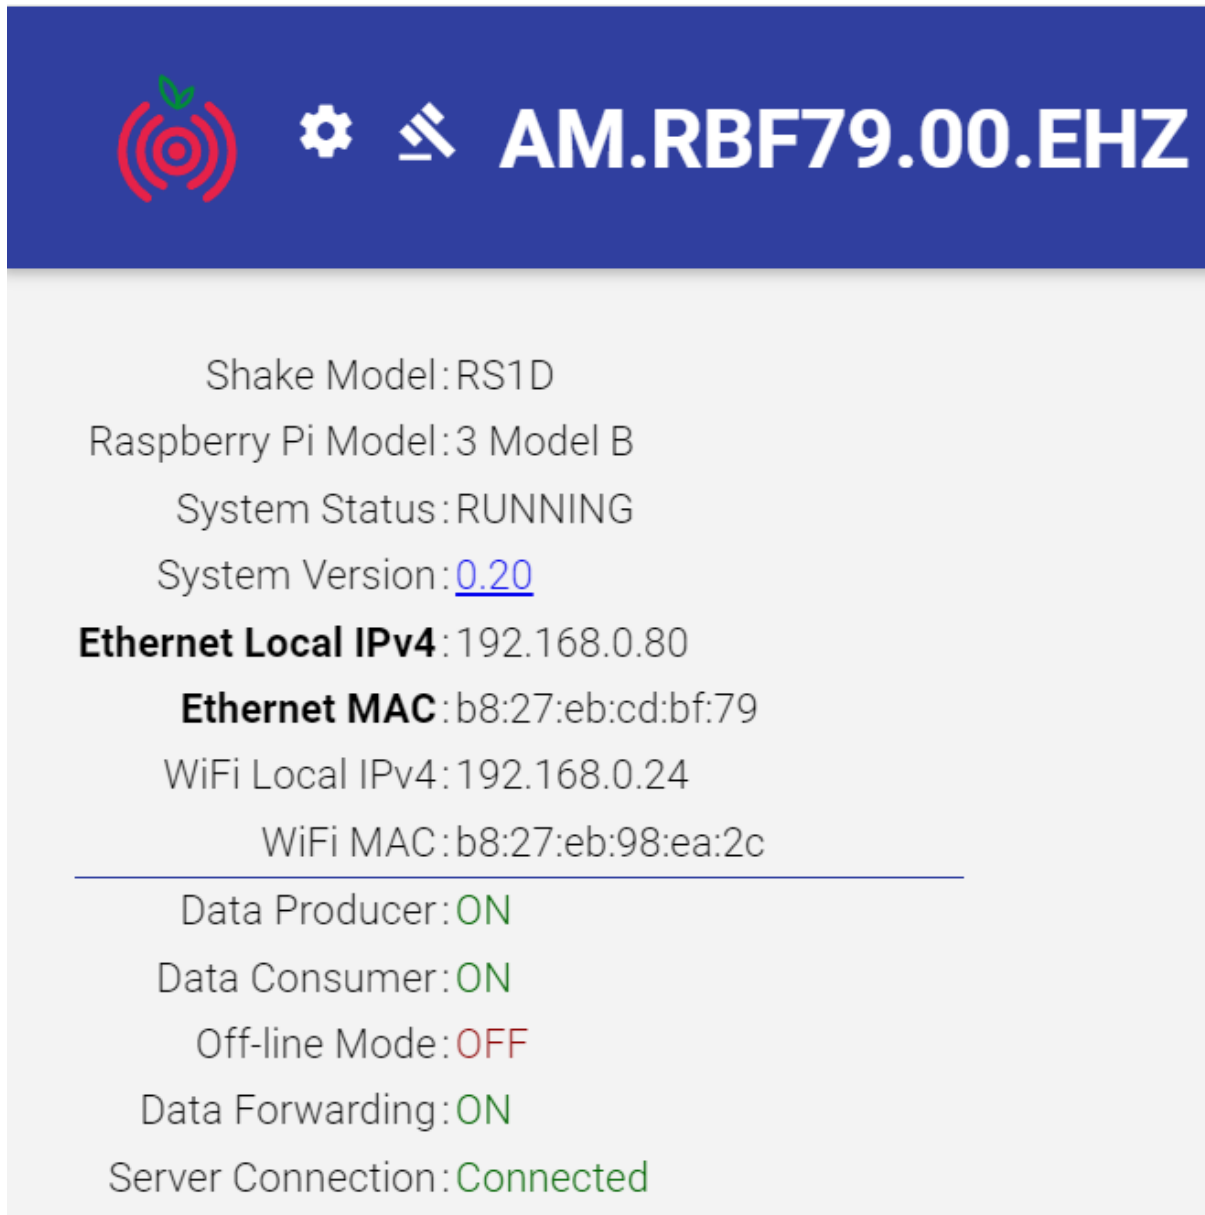 AM.RBF79.00.EHZ
Shake Model:RS1D
Raspberry Pi Model:3 Model B
System Status:RUNNING
System Version:0.20
Ethernet Local IPv4:192.168.0.80
Ethernet MAC:b8:27:eb:cd:bf:79
WiFi Local IPv4:192.168.0.24
WiFi MAC:b8:27:eb:98:ea:2c
Data Producer:ON
Data Consumer:ON
Off-line Mode:OFF
Data Forwarding:ON
Server Connection:Connected